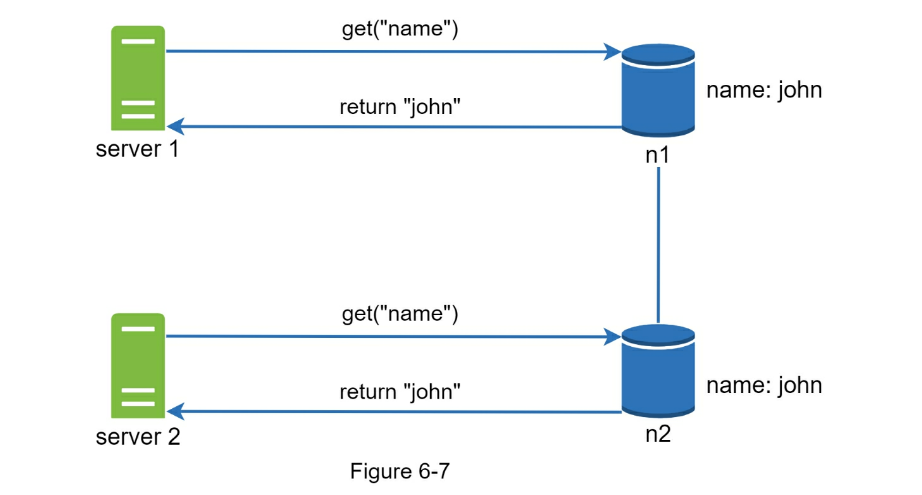 get("name")
name: john
return "john"
server 1
n1
get("name")
name: john
return "john"
server 2
n2
Figure 6-7